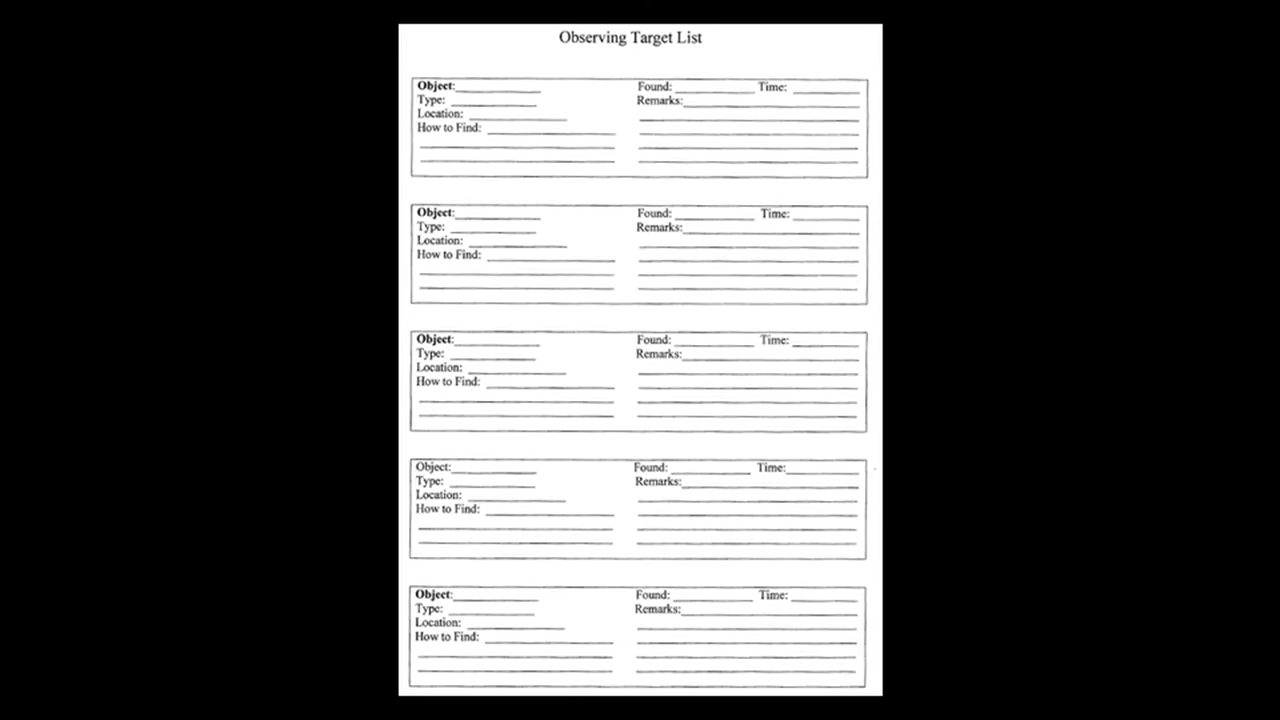 Observing Target List
Object: Found: Time:
Type: Remarks:
Location:
How to Find:
Object: Found: Time:
Type: Remarks:
Location:
How to Find:
Object: Found: Time:
Type: Remarks:
Location:
How to Find:
Object: Found: Time:
Type: Remarks:
Location:
How to Find:
Object: Found: Time:
Type: Remarks:
Location:
How to Find: